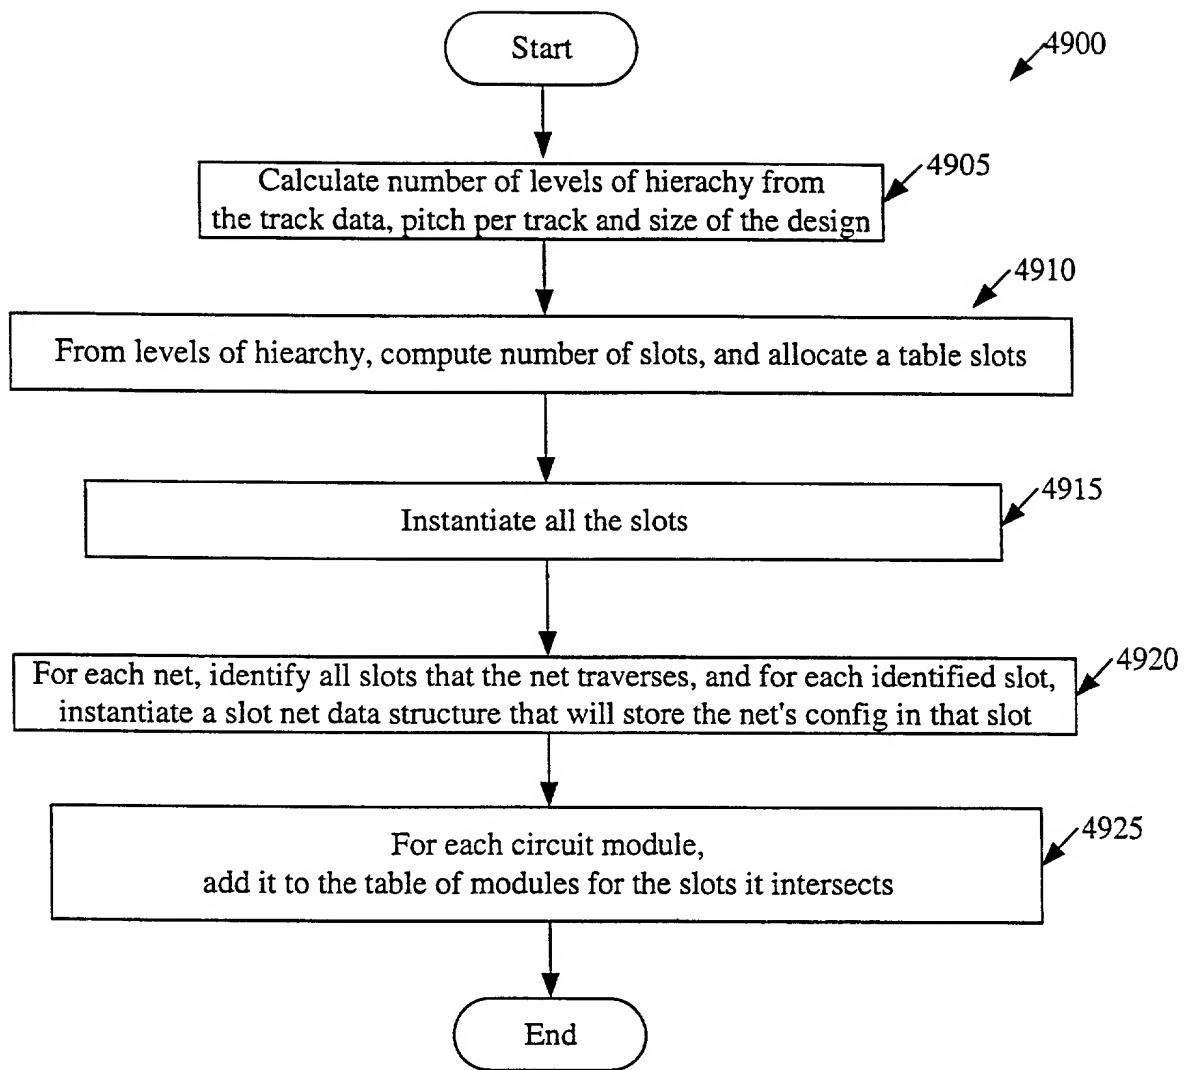 Start
4900
Calculate number of levels of hierachy from
the track data, pitch per track and size of the design
4905
4910
From levels of hiearchy, compute number of slots, and allocate a table slots
4915
Instantiate all the slots
4920
For each net, identify all slots that the net traverses, and for each identified slot,
instantiate a slot net data structure that will store the net's config in that slot
4925
For each circuit module,
add it to the table of modules for the slots it intersects
End